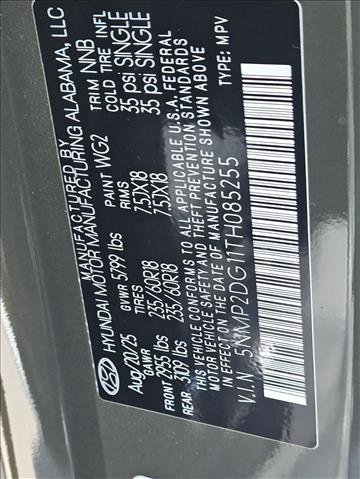 MANUFACTURED BY
HYUNDAI MOTOR MANUFACTURING ALABAMA, LLC
Aug/20/25 GVWR 5799 lbs PAINT WG2 TRIM NNB
GAWR TIRES RIMS COLD TIRE INFL
FRONT 2955 lbs 235/60R18 7.5JX18 35 psi SINGLE
REAR 3109 lbs 235/60R18 7.5JX18 35 psi SINGLE
THIS VEHICLE CONFORMS TO ALL APPLICABLE U.S.A. FEDERAL
MOTOR VEHICLE SAFETY AND THEFT PREVENTION STANDARDS
IN EFFECT ON THE DATE OF MANUFACTURE SHOWN ABOVE
V.I.N 5NMP2DG11TH085255 TYPE: MPV